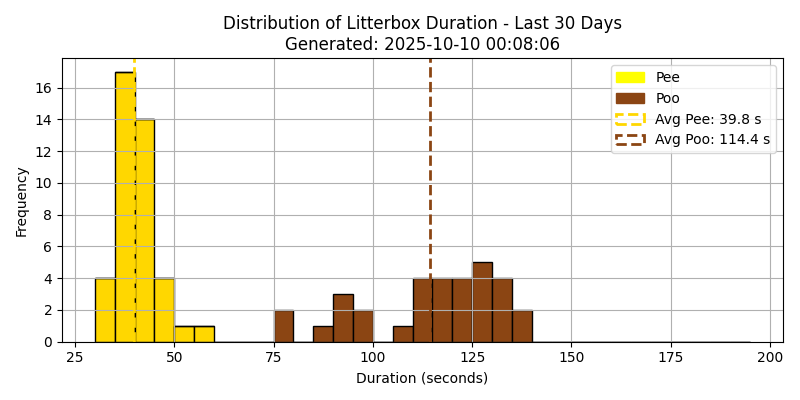 Distribution of Litterbox Duration - Last 30 Days
Generated: 2025-10-10 00:08:06
Pee
Poo
Avg Pee: 39.8 s
Avg Poo: 114.4 s
Frequency
16
14
12
10
8
6
4
2
0
25 50 75 100 125 150 175 200
Duration (seconds)